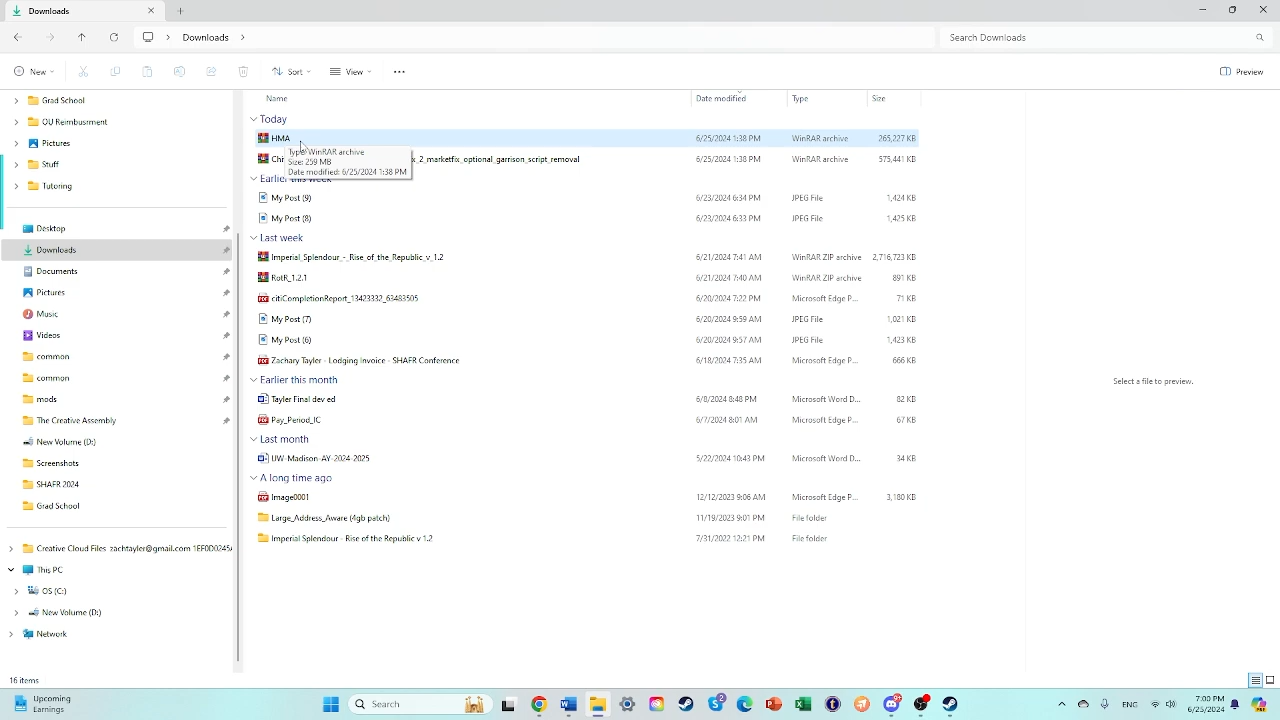 Downloads
Downloads
Search Downloads
New
Sort
View
Preview
Grad School
OU Reimbusrment
Pictures
Stuff
Tutoring
Desktop
Downloads
Documents
Pictures
Music
Videos
common
common
mods
The Creative Assembly
New Volume (D:)
Screenshots
SHAFR 2024
Grad School
Creative Cloud Files zachtayler@gmail.com 1EF0D0245
This PC
OS (C:)
New Volume (D:)
Network
Name Date modified Type Size
Today
HMA 6/25/2024 1:38 PM WinRAR archive 265,227 KB
x_2_marketfix_optional_garrison_script_removal 6/25/2024 1:38 PM WinRAR archive 575,441 KB
Type: WinRAR archive
Size: 259 MB
Date modified: 6/25/2024 1:38 PM
Earlier this week
My Post (9) 6/23/2024 6:34 PM JPEG File 1,424 KB
My Post (8) 6/23/2024 6:33 PM JPEG File 1,425 KB
Last week
Imperial_Splendour_-_Rise_of_the_Republic_v_1.2 6/21/2024 7:41 AM WinRAR ZIP archive 2,716,723 KB
RotR_1.2.1 6/21/2024 7:40 AM WinRAR ZIP archive 891 KB
citiCompletionReport_13423332_63483505 6/20/2024 7:22 PM Microsoft Edge P... 71 KB
My Post (7) 6/20/2024 9:59 AM JPEG File 1,021 KB
My Post (6) 6/20/2024 9:57 AM JPEG File 1,423 KB
Zachary Tayler - Lodging Invoice - SHAFR Conference 6/18/2024 7:35 AM Microsoft Edge P... 666 KB
Earlier this month
Tayler Final dev ed 6/8/2024 8:48 PM Microsoft Word D... 82 KB
Pay_Period_IC 6/7/2024 8:01 AM Microsoft Edge P... 67 KB
Last month
UW-Madison-AY-2024-2025 5/22/2024 10:43 PM Microsoft Word D... 34 KB
A long time ago
Image0001 12/12/2023 9:06 AM Microsoft Edge P... 3,180 KB
Large_Address_Aware (4gb patch) 11/19/2023 9:01 PM File folder
Imperial Splendour - Rise of the Republic v 1.2 7/31/2022 12:21 PM File folder
Select a file to preview.
16 items
Upcoming
Earnings
Search
ENG
7:00 PM
6/25/2024